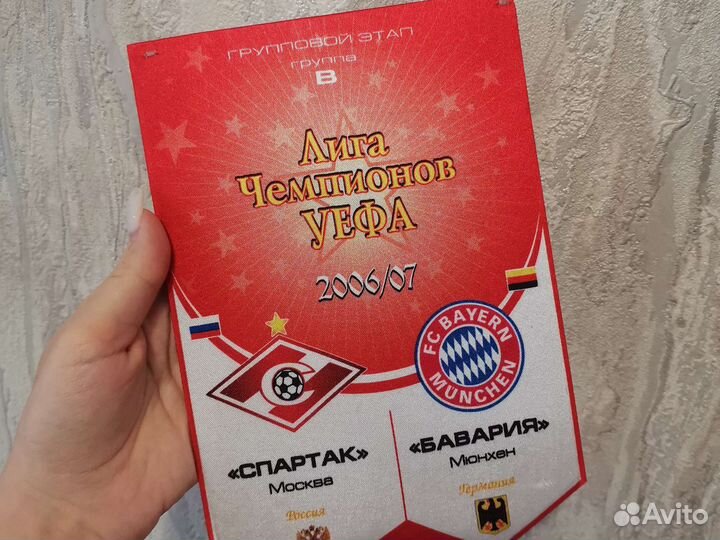 ГРУППОВОЙ ЭТАП
группа
B
Лига
Чемпионов
УЕФА
2006/07
FC BAYERN
MÜNCHEN
«СПАРТАК»
Москва
Россия
«БАВАРИЯ»
Мюнхен
Германия
Avito